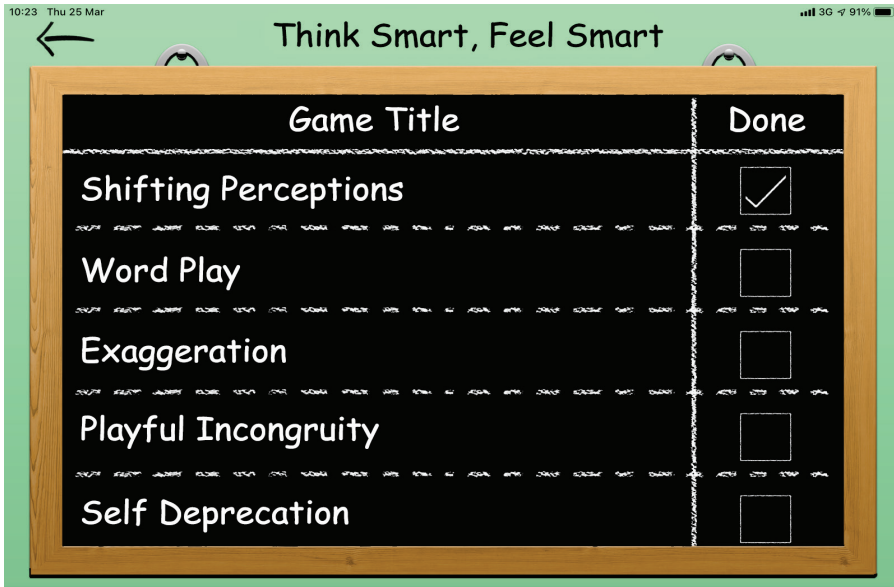 10:23 Thu 25 Mar 3G 91%
Think Smart, Feel Smart
Game Title Done
Shifting Perceptions
Word Play
Exaggeration
Playful Incongruity
Self Deprecation